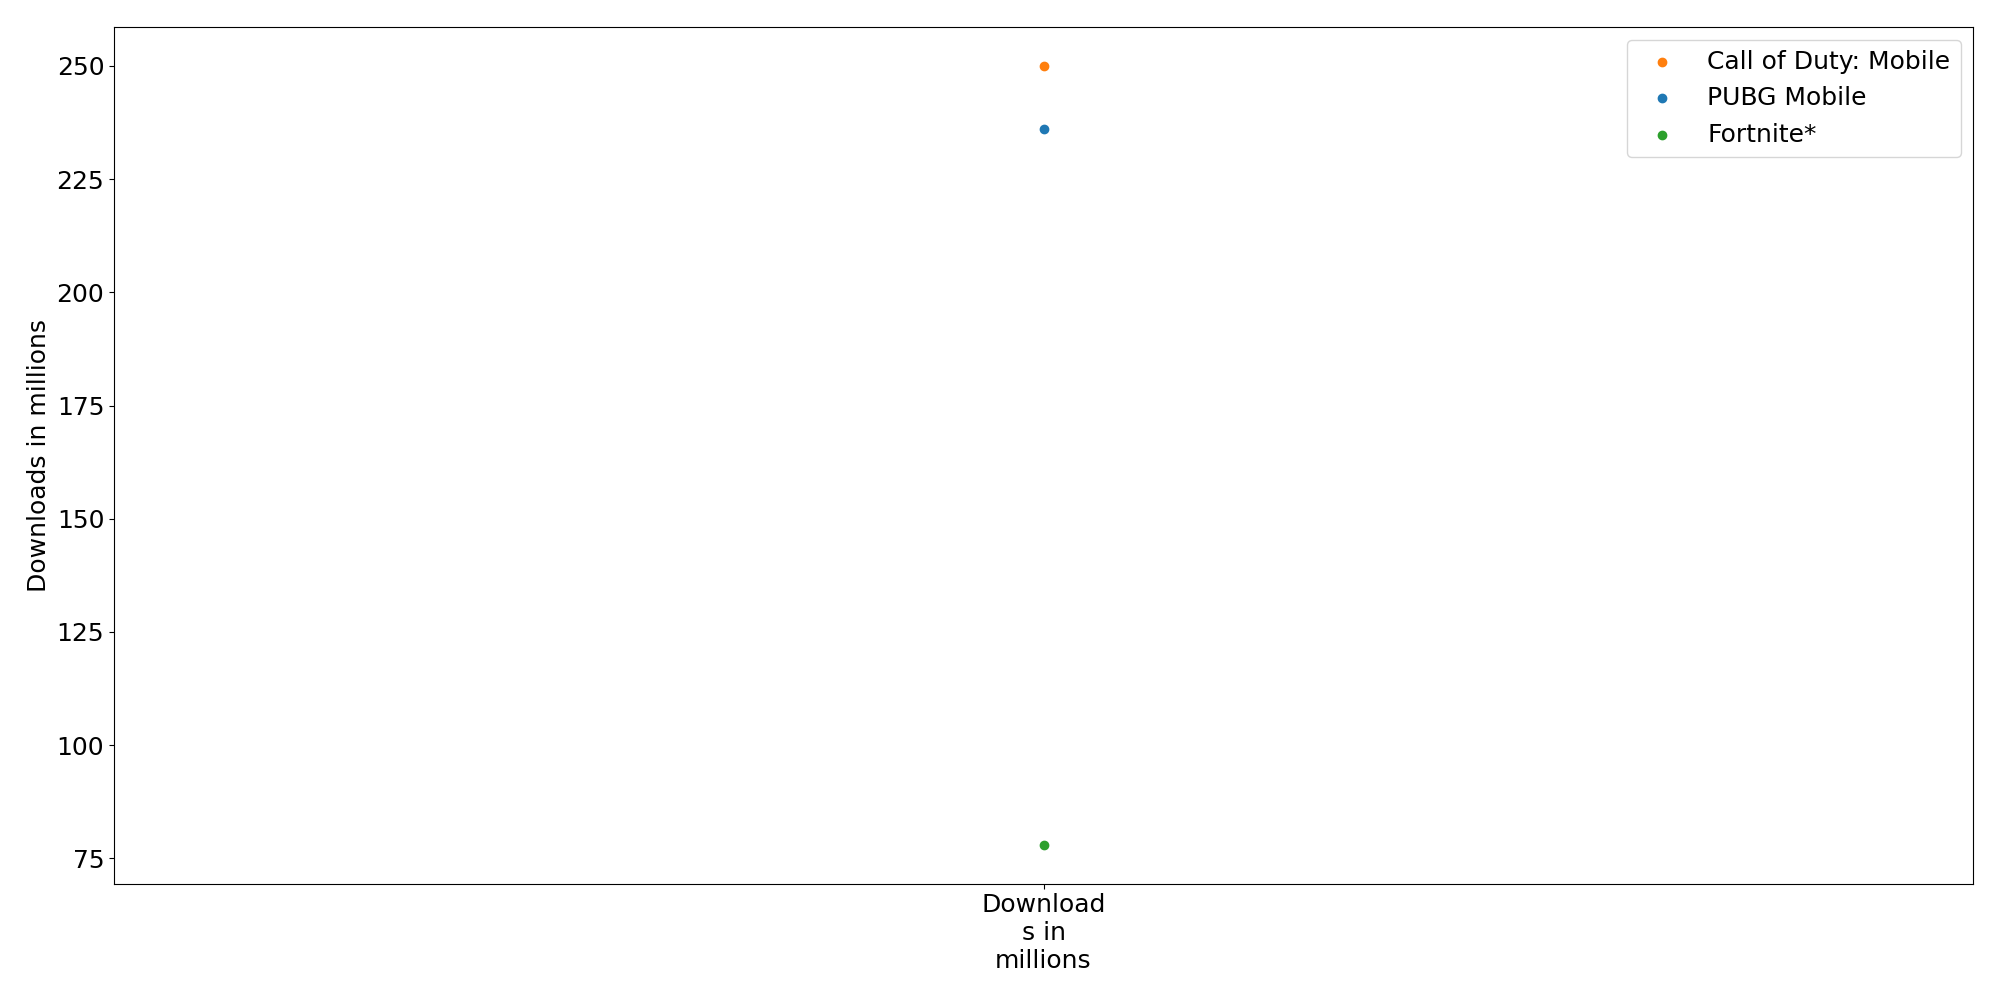 250
225
200
175
150
125
100
75
Downloads in millions
Call of Duty: Mobile
PUBG Mobile
Fortnite*
Download
s in
millions